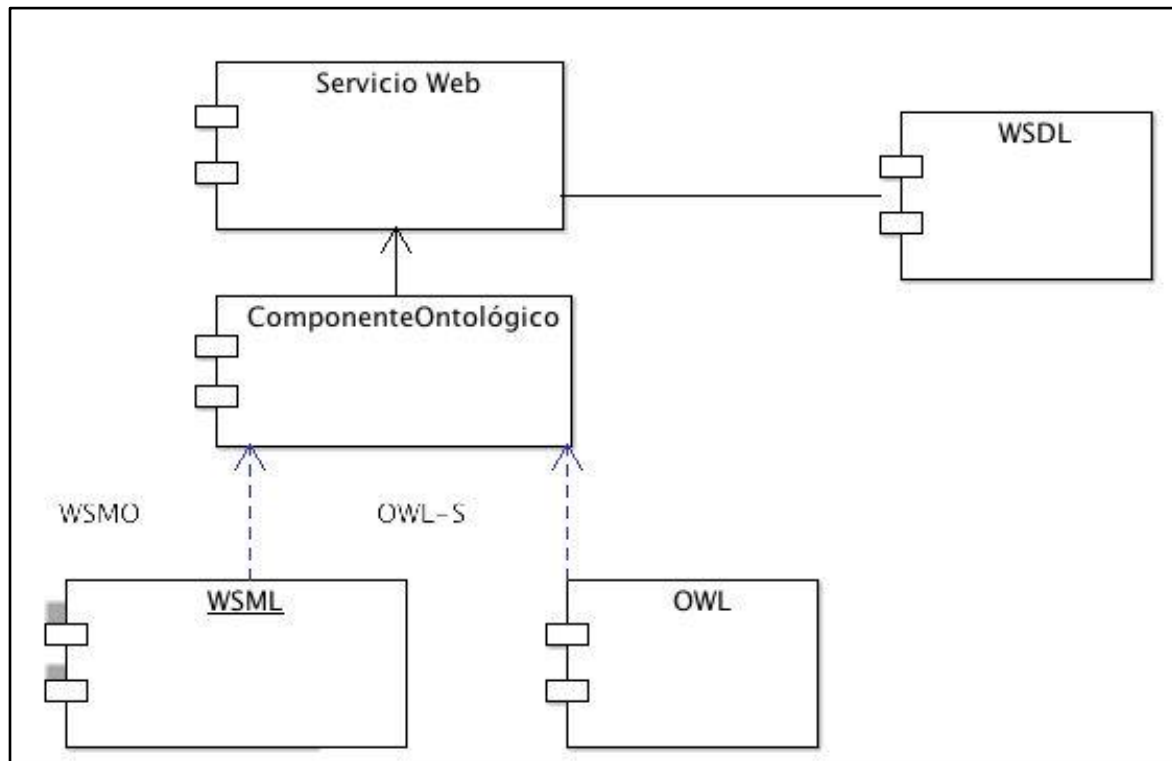 Servicio Web
WSDL
ComponenteOntológico
WSMO
OWL-S
WSML
OWL